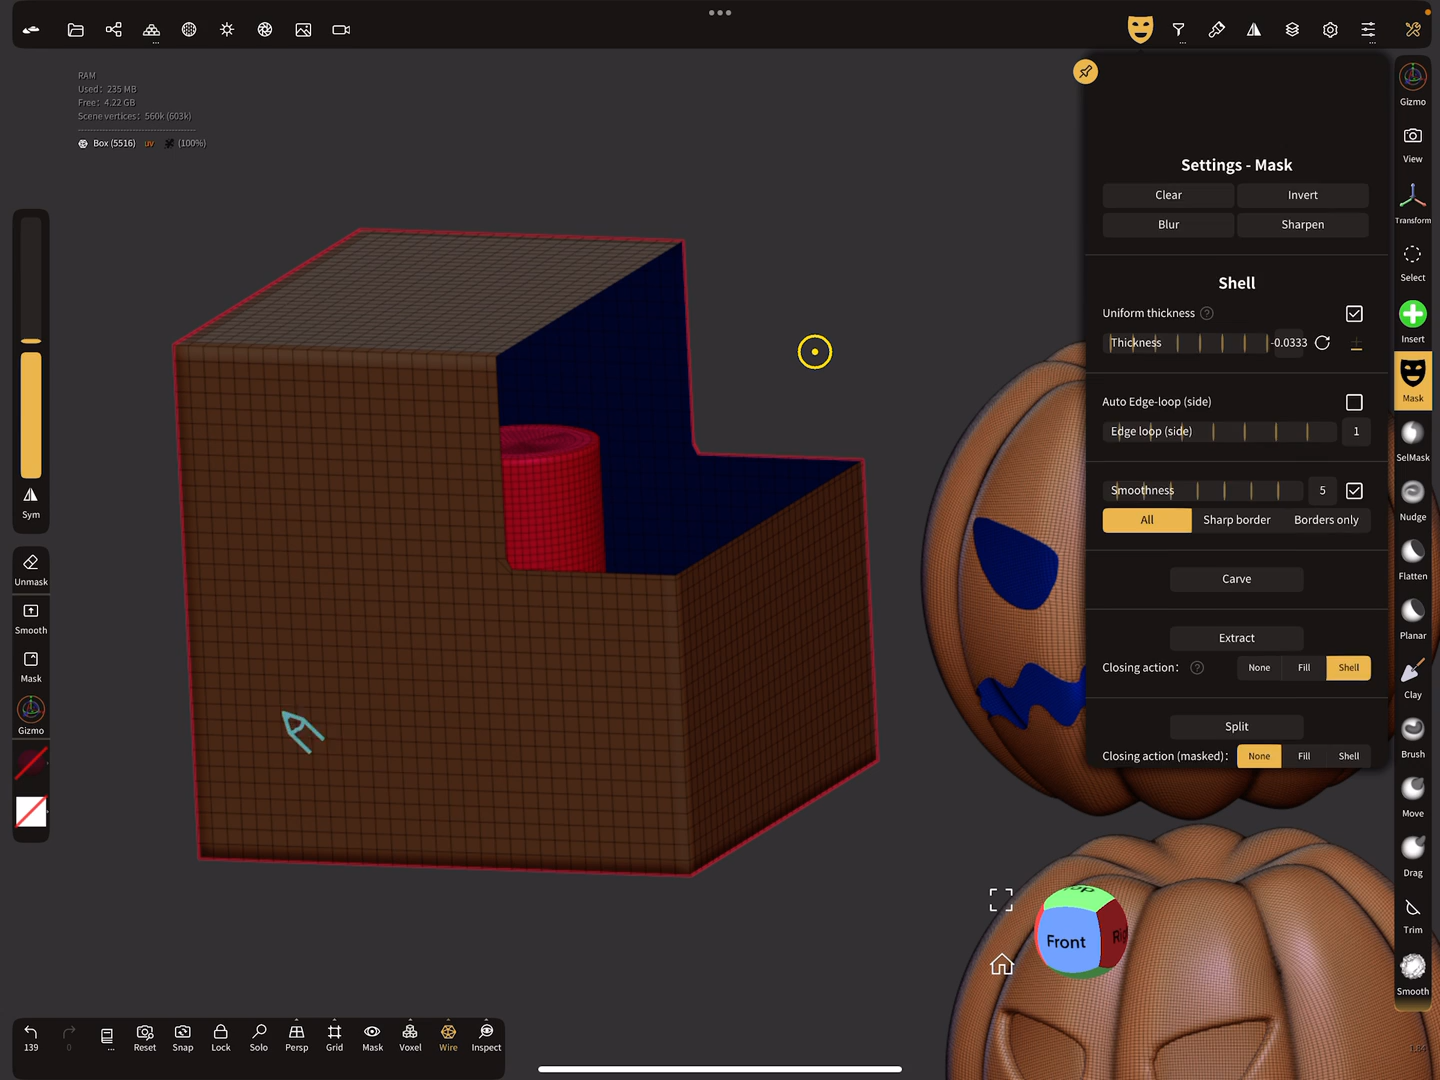 RAM
Used: 235 MB
Free: 4.22 GB
Scene vertices: 560k (603k)
Box (5516) uv (100%)
Sym
Unmask
Smooth
Mask
Gizmo
Settings - Mask
Clear Invert
Blur Sharpen
Shell
Uniform thickness ?
Thickness -0.0333
Auto Edge-loop (side)
Edge loop (side) 1
Smoothness 5
All Sharp border Borders only
Carve
Extract
Closing action: ? None Fill Shell
Split
Closing action (masked): None Fill Shell
Gizmo
View
Transform
Select
Insert
Mask
SelMask
Nudge
Flatten
Planar
Clay
Brush
Move
Drag
Trim
Smooth
Front
139 0 ... Reset Snap Lock Solo Persp Grid Mask Voxel Wire Inspect